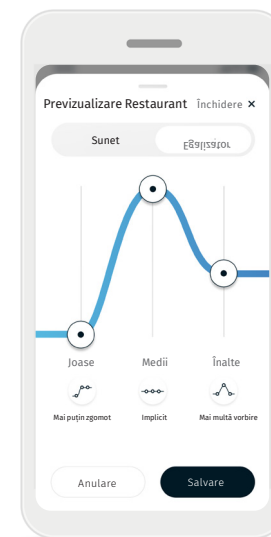 Previzualizare Restaurant Închidere ×
Sunet Egalizator
Joase Medii Înalte
Mai puțin zgomot Implicit Mai multă vorbire
Anulare Salvare